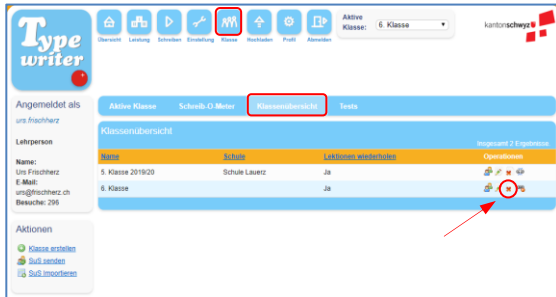 Type
writer
Übersicht Leistung Schreiben Einstellung Klasse Hochladen Profil Abmelden
Aktive
Klasse: 6. Klasse
kantonschwyz
Angemeldet als
urs.frischherz
Lehrperson
Name:
Urs Frischherz
E-Mail:
urs@frischherz.ch
Besuche: 296
Aktionen
Klasse erstellen
SuS senden
SuS importieren
Aktive Klasse Schreib-O-Meter Klassenübersicht Tests
Klassenübersicht
Insgesamt 2 Ergebnisse
Name Schule Lektionen wiederholen Operationen
5. Klasse 2019/20 Schule Lauerz Ja
6. Klasse Ja